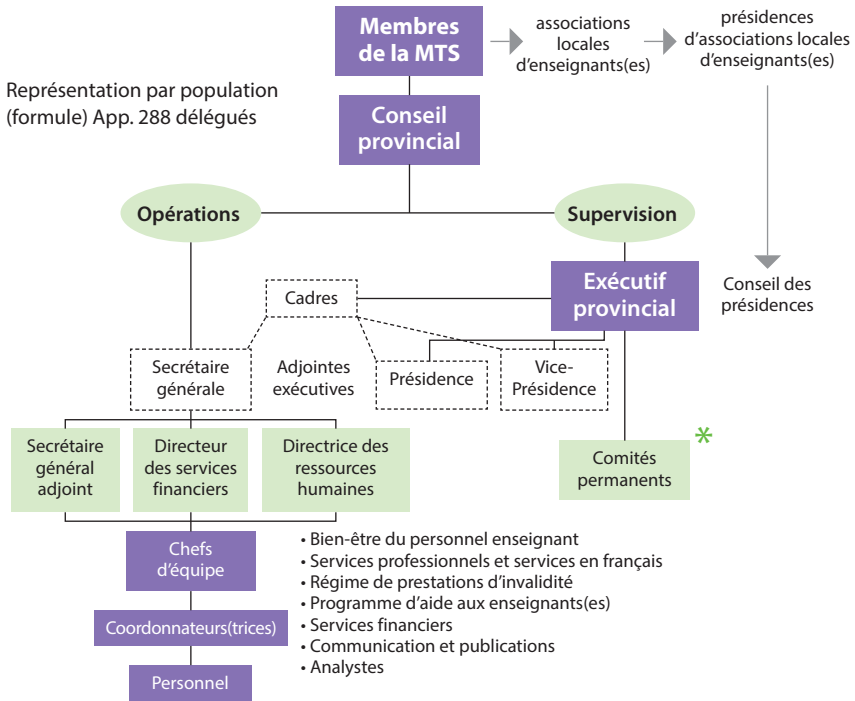 Membres
de la MTS
associations
locales
d'enseignants(es)
présidences
d'associations locales
d'enseignants(es)
Représentation par population
(formule) App. 288 délégués
Conseil
provincial
Opérations
Supervision
Cadres
Exécutif
provincial
Conseil des
présidences
Secrétaire
générale
Adjointes
exécutives
Présidence
Vice-
Présidence
Secrétaire
général
adjoint
Directeur
des services
financiers
Directrice des
ressources
humaines
Comités
permanents
*
Chefs
d'équipe
Coordonnateurs(trices)
Personnel
• Bien-être du personnel enseignant
• Services professionnels et services en français
• Régime de prestations d'invalidité
• Programme d'aide aux enseignants(es)
• Services financiers
• Communication et publications
• Analystes